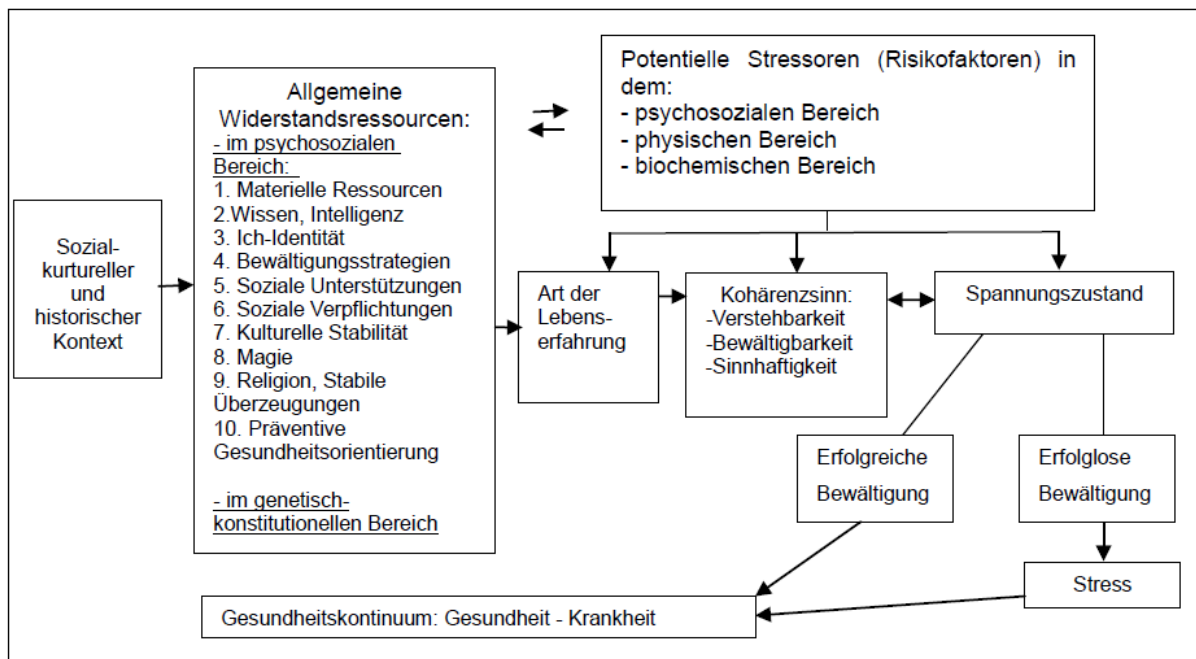 Sozial-
kurtureller
und
historischer
Kontext
Allgemeine
Widerstandsressourcen:
- im psychosozialen
Bereich:
1. Materielle Ressourcen
2.Wissen, Intelligenz
3. Ich-Identität
4. Bewältigungsstrategien
5. Soziale Unterstützungen
6. Soziale Verpflichtungen
7. Kulturelle Stabilität
8. Magie
9. Religion, Stabile
Überzeugungen
10. Präventive
Gesundheitsorientierung
- im genetisch-
konstitutionellen Bereich
Potentielle Stressoren (Risikofaktoren) in
dem:
- psychosozialen Bereich
- physischen Bereich
- biochemischen Bereich
Art der
Lebens-
erfahrung
Kohärenzsinn:
-Verstehbarkeit
-Bewältigbarkeit
-Sinnhaftigkeit
Spannungszustand
Erfolgreiche
Bewältigung
Erfolglose
Bewältigung
Stress
Gesundheitskontinuum: Gesundheit - Krankheit